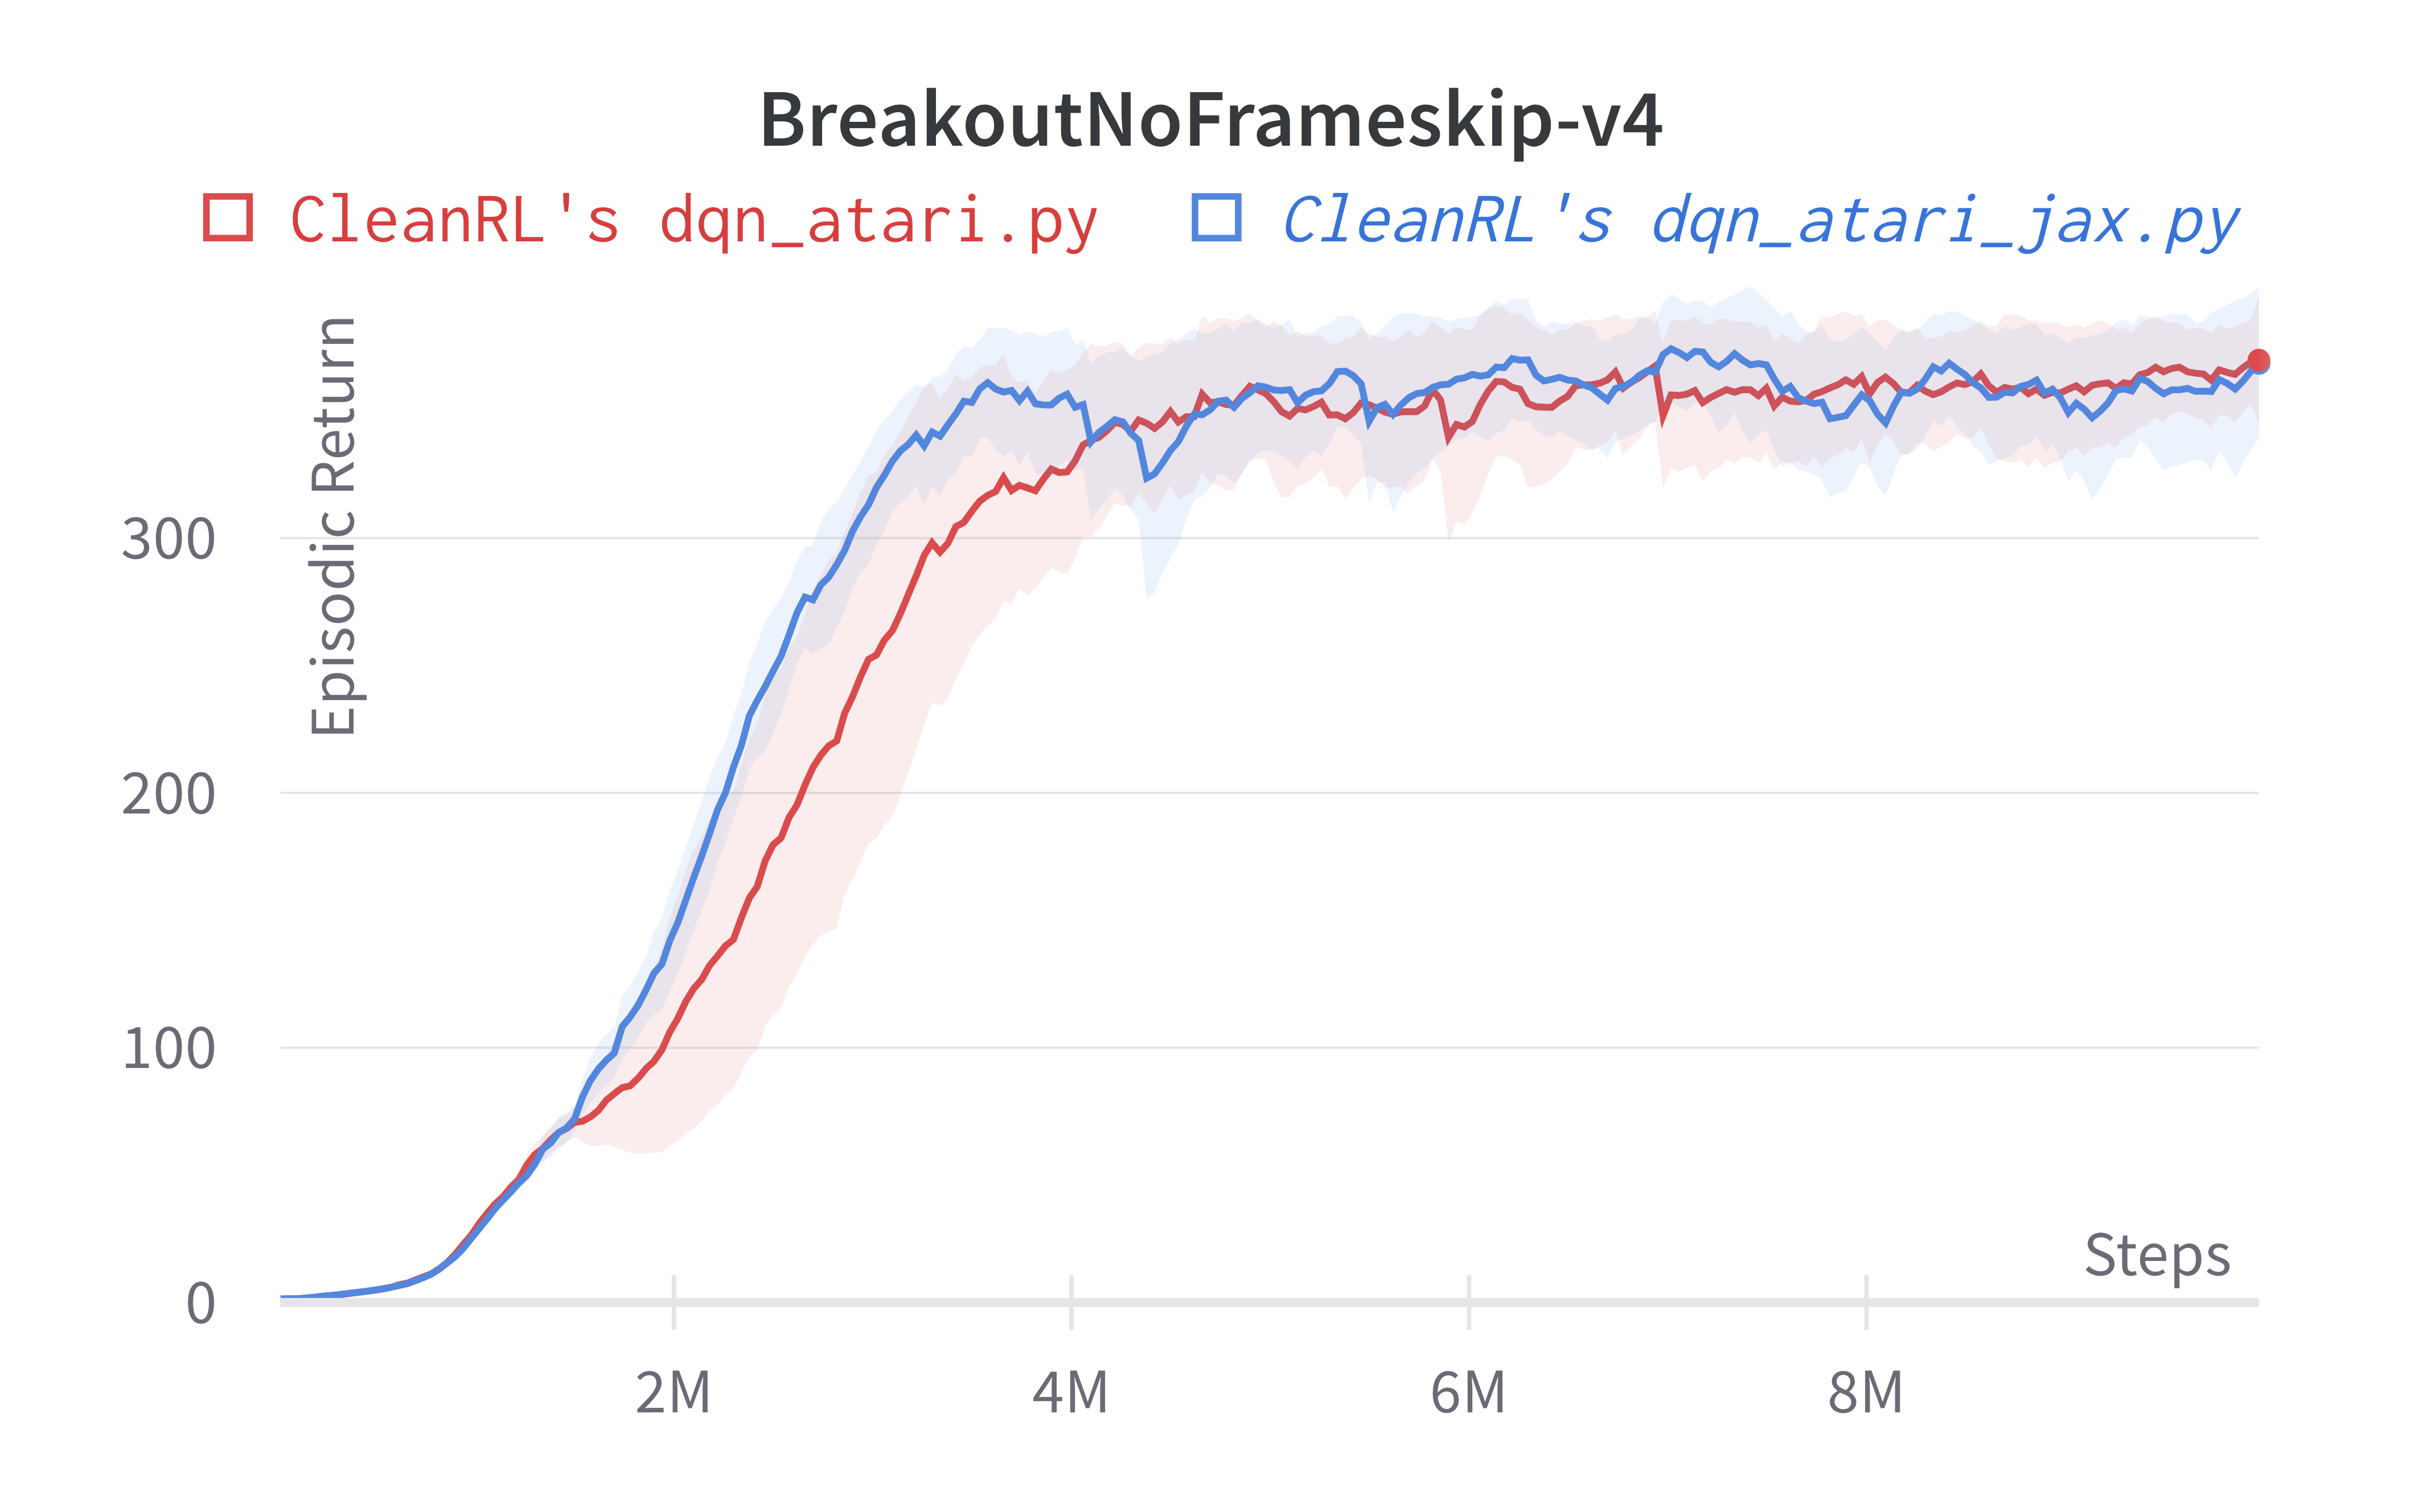 BreakoutNoFrameskip-v4
CleanRL's dqn_atari.py
CleanRL's dqn_atari_jax.py
Episodic Return
300
200
100
0
Steps
2M
4M
6M
8M